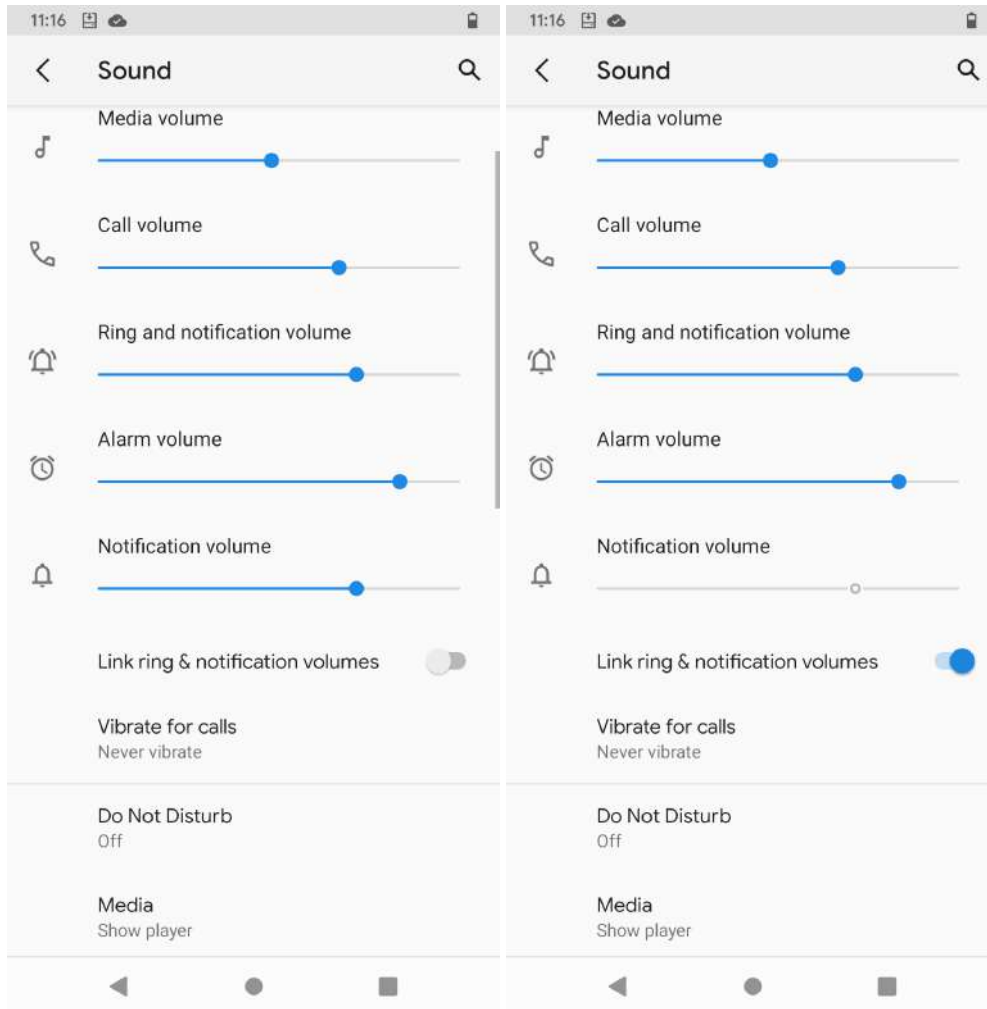 11:16
Sound
Media volume
Call volume
Ring and notification volume
Alarm volume
Notification volume
Link ring & notification volumes
Vibrate for calls
Never vibrate
Do Not Disturb
Off
Media
Show player
11:16
Sound
Media volume
Call volume
Ring and notification volume
Alarm volume
Notification volume
Link ring & notification volumes
Vibrate for calls
Never vibrate
Do Not Disturb
Off
Media
Show player